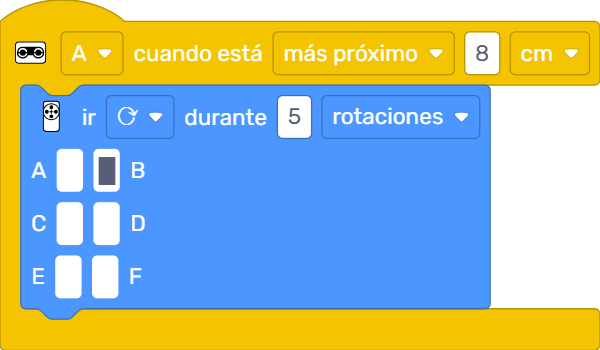 A cuando está más próximo 8 cm
ir durante 5 rotaciones
A B
C D
E F